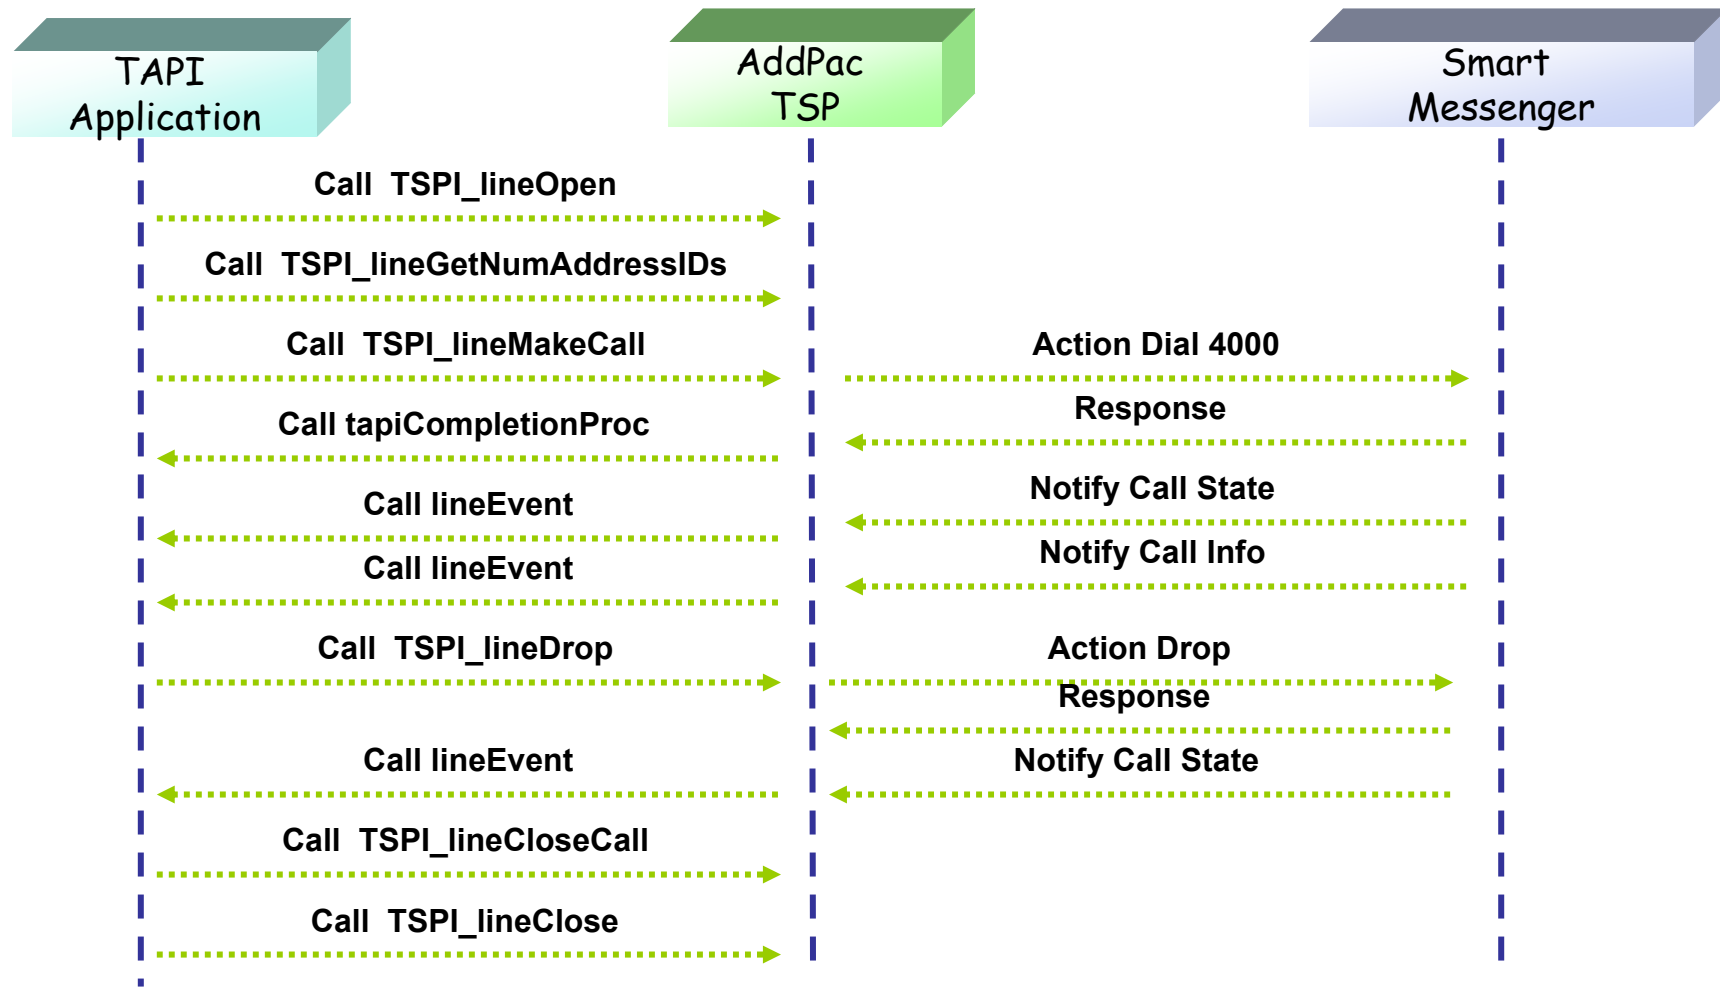 TAPI
Application
AddPac
TSP
Smart
Messenger
Call TSPI_lineOpen
Call TSPI_lineGetNumAddressIDs
Call TSPI_lineMakeCall
Action Dial 4000
Response
Call tapiCompletionProc
Notify Call State
Call lineEvent
Notify Call Info
Call lineEvent
Call TSPI_lineDrop
Action Drop
Response
Call lineEvent
Notify Call State
Call TSPI_lineCloseCall
Call TSPI_lineClose